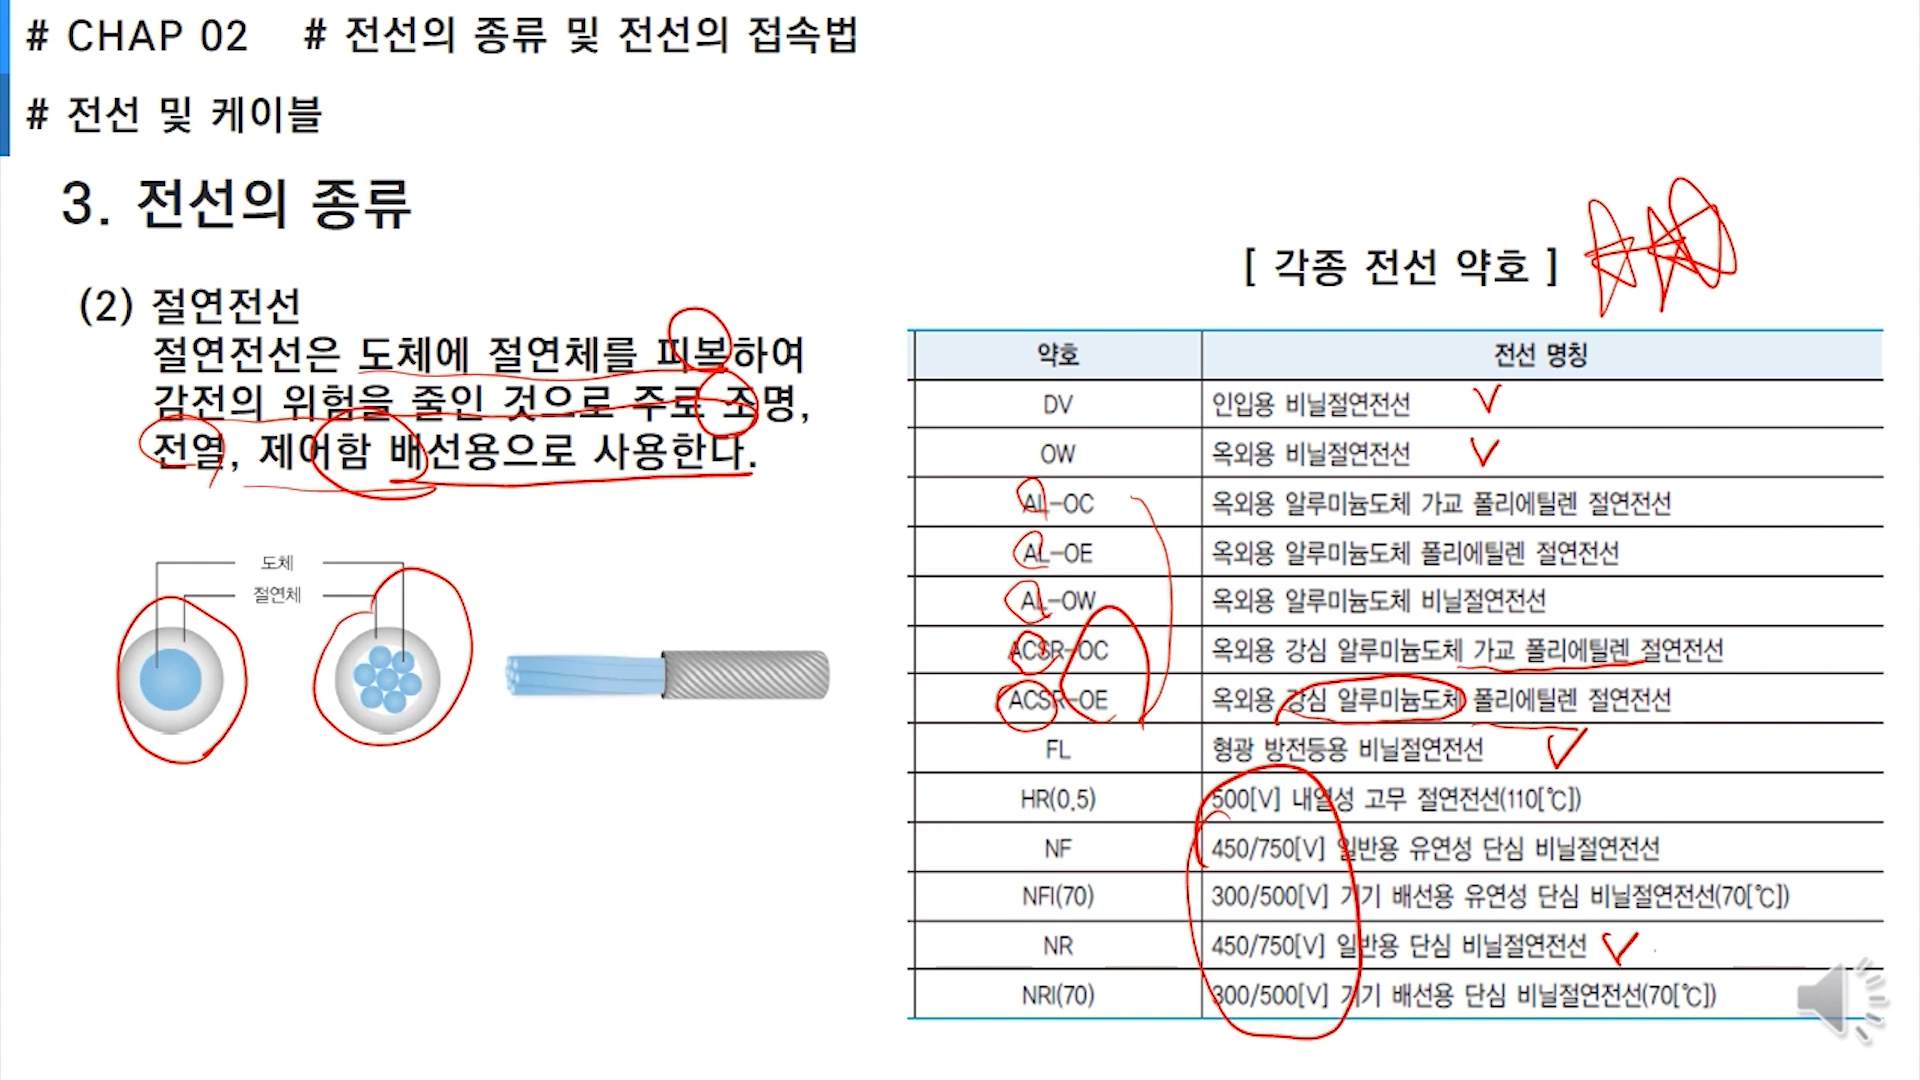 # CHAP 02 # 전선의 종류 및 전선의 접속법
# 전선 및 케이블
3. 전선의 종류
(2) 절연전선
절연전선은 도체에 절연체를 피복하여
감전의 위험을 줄인 것으로 주로 조명,
전열, 제어함 배선용으로 사용한다.
도체
절연체
[ 각종 전선 약호 ]
약호 전선 명칭
DV 인입용 비닐절연전선
OW 옥외용 비닐절연전선
AL-OC 옥외용 알루미늄도체 가교 폴리에틸렌 절연전선
AL-OE 옥외용 알루미늄도체 폴리에틸렌 절연전선
AL-OW 옥외용 알루미늄도체 비닐절연전선
ACSR-OC 옥외용 강심 알루미늄도체 가교 폴리에틸렌 절연전선
ACSR-OE 옥외용 강심 알루미늄도체 폴리에틸렌 절연전선
FL 형광 방전등용 비닐절연전선
HR(0.5) 500[V] 내열성 고무 절연전선(110[℃])
NF 450/750[V] 일반용 유연성 단심 비닐절연전선
NFI(70) 300/500[V] 기기 배선용 유연성 단심 비닐절연전선(70[℃])
NR 450/750[V] 일반용 단심 비닐절연전선
NRI(70) 300/500[V] 기기 배선용 단심 비닐절연전선(70[℃])